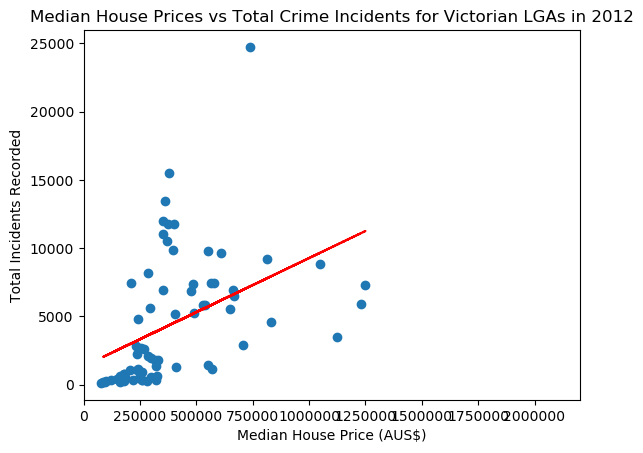 Median House Prices vs Total Crime Incidents for Victorian LGAs in 2012
25000
20000
15000
10000
5000
0
Total Incidents Recorded
0 250000 500000 750000 1000000 1250000 1500000 1750000 2000000
Median House Price (AUS$)